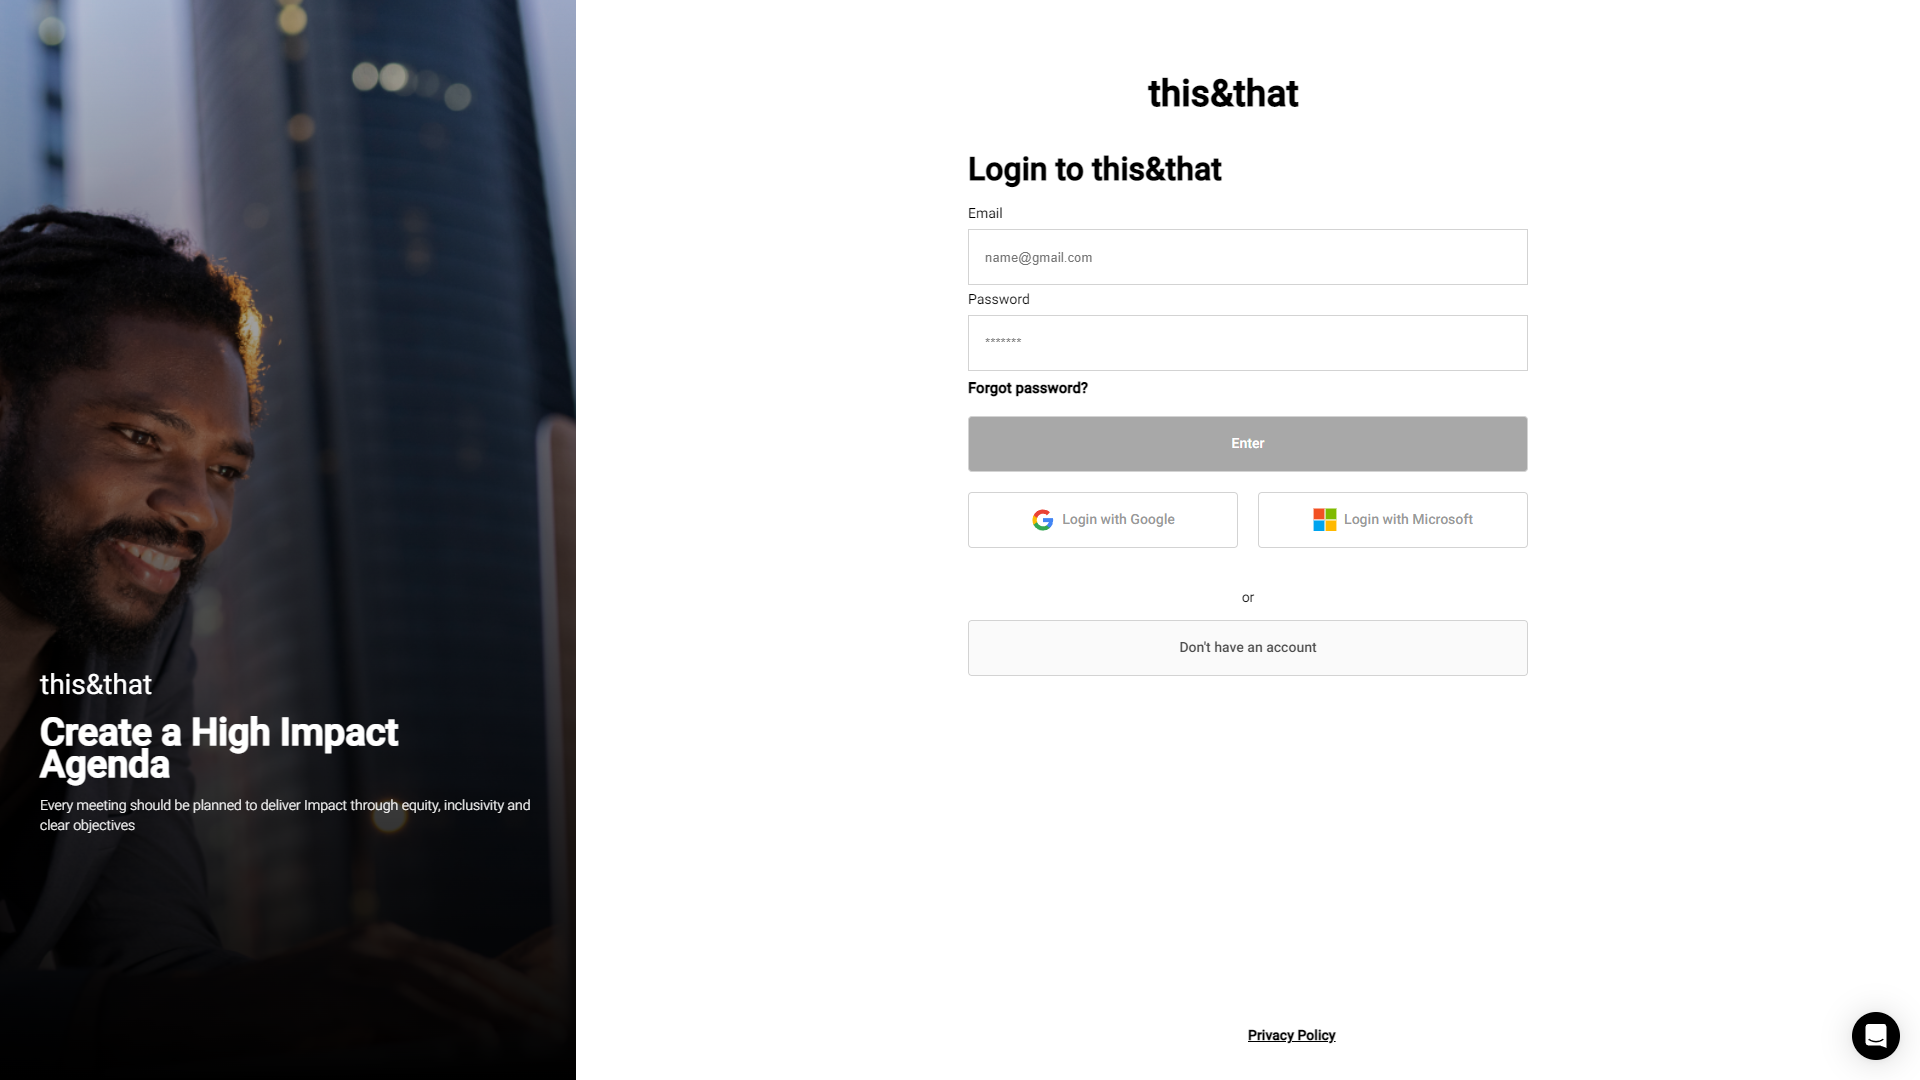 this&that
Create a High Impact
Agenda
Every meeting should be planned to deliver Impact through equity, inclusivity and
clear objectives
this&that
Login to this&that
Email
name@gmail.com
Password
*******
Forgot password?
Enter
Login with Google
Login with Microsoft
or
Don't have an account
Privacy Policy